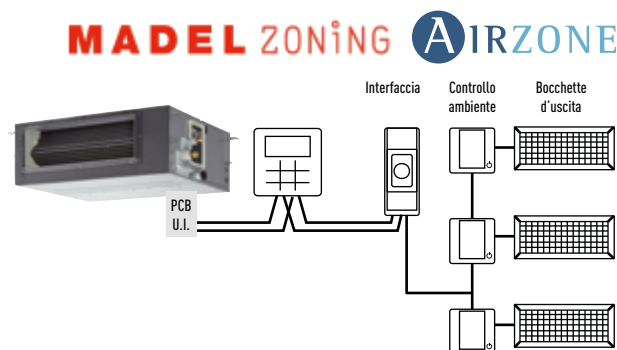 MADEL ZONiNG AIRZONE
Interfaccia
Controllo
ambiente
Bocchette
d'uscita
PCB
U.I.